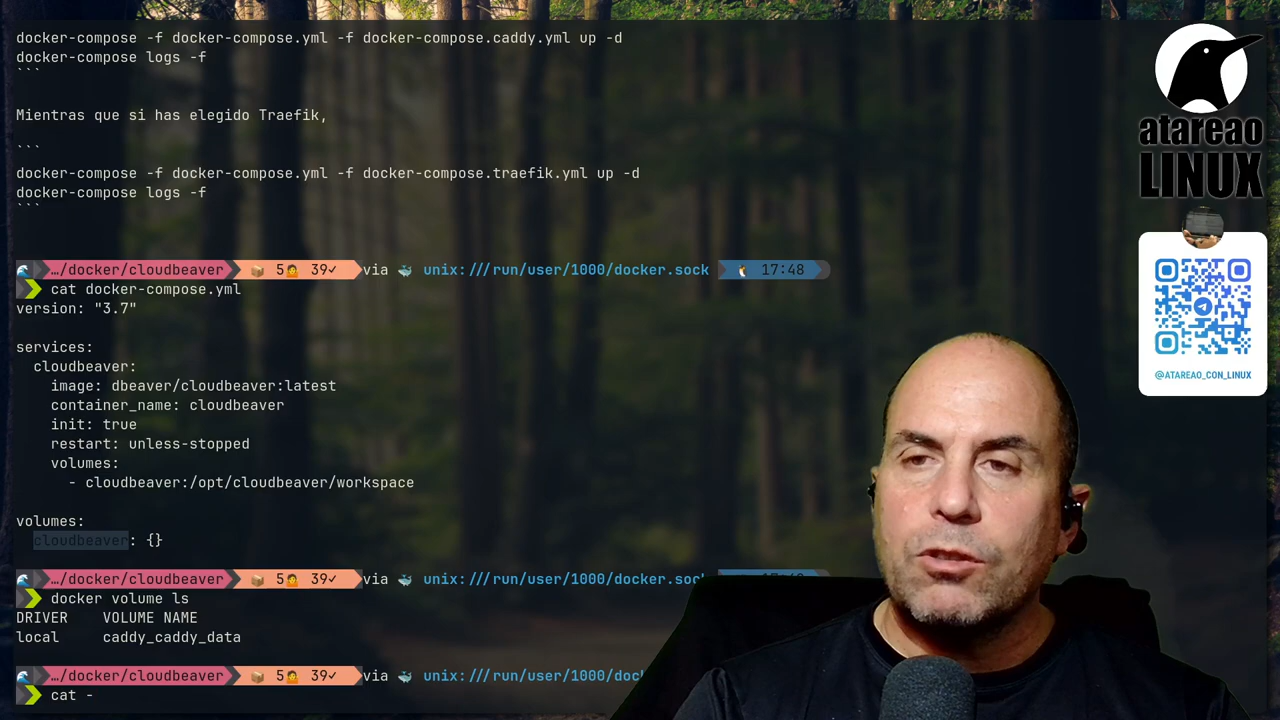 docker-compose -f docker-compose.yml -f docker-compose.caddy.yml up -d
docker-compose logs -f
```
Mientras que si has elegido Traefik,
```
docker-compose -f docker-compose.yml -f docker-compose.traefik.yml up -d
docker-compose logs -f
```
…/docker/cloudbeaver 5 39✓ via unix:///run/user/1000/docker.sock 17:48
cat docker-compose.yml
version: "3.7"
services:
cloudbeaver:
image: dbeaver/cloudbeaver:latest
container_name: cloudbeaver
init: true
restart: unless-stopped
volumes:
- cloudbeaver:/opt/cloudbeaver/workspace
volumes:
cloudbeaver: {}
…/docker/cloudbeaver 5 39✓ via unix:///run/user/1000/docker.soc
docker volume ls
DRIVER VOLUME NAME
local caddy_caddy_data
…/docker/cloudbeaver 5 39✓ via unix:///run/user/1000/doc
cat -
atareao
LINUX
@ATAREAO_CON_LINUX